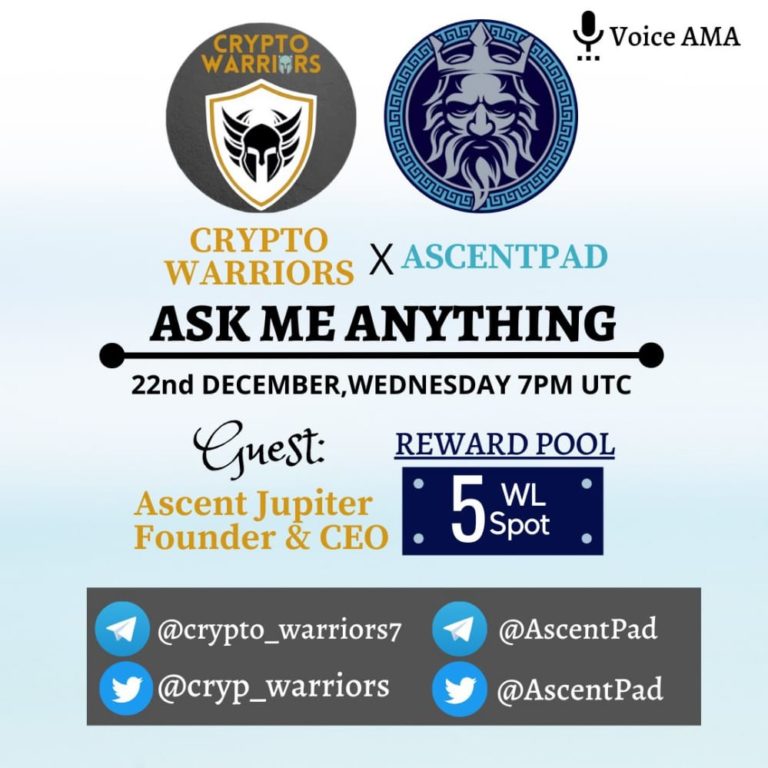 CRYPTO
WARRIORS
Voice AMA
CRYPTO
WARRIORS
X
ASCENTPAD
ASK ME ANYTHING
22nd DECEMBER,WEDNESDAY 7PM UTC
Guest:
Ascent Jupiter
Founder & CEO
REWARD POOL
5 WL
Spot
@crypto_warriors7
@AscentPad
@cryp_warriors
@AscentPad